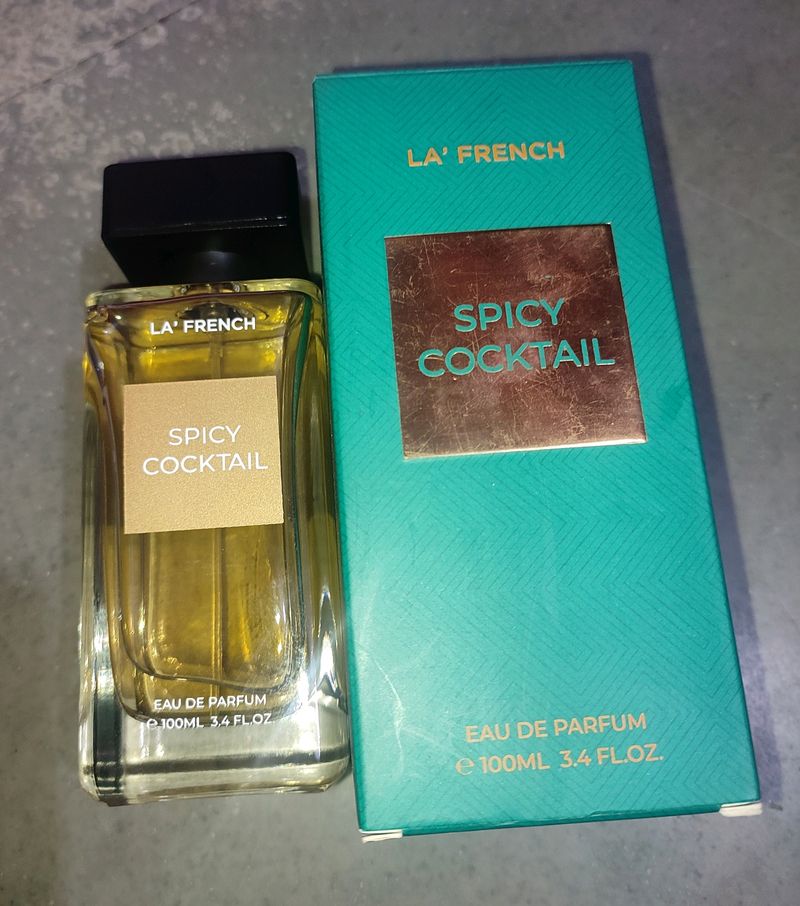 LA' FRENCH
SPICY
COCKTAIL
EAU DE PARFUM
℮ 100ML 3.4 FL.OZ.
LA' FRENCH
SPICY
COCKTAIL
EAU DE PARFUM
℮ 100ML 3.4 FL.OZ.